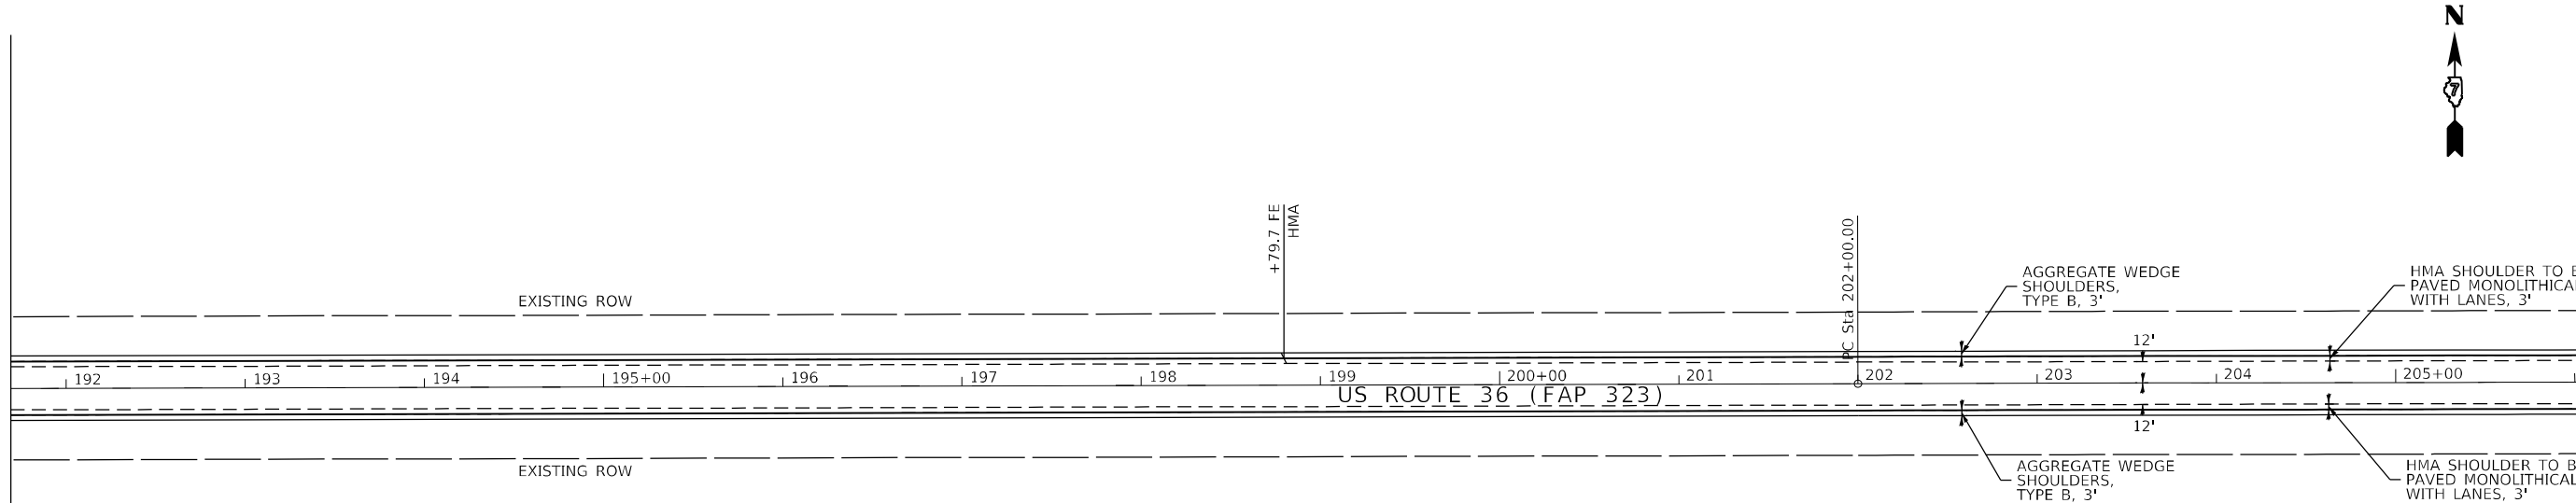 N
7
+79.7 FE
HMA
PC Sta 202+00.00
AGGREGATE WEDGE
SHOULDERS,
TYPE B, 3'
HMA SHOULDER TO B
PAVED MONOLITHICAL
WITH LANES, 3'
EXISTING ROW
12'
192
193
194
195+00
196
197
198
199
200+00
201
202
203
204
205+00
US ROUTE 36 (FAP 323)
12'
EXISTING ROW
AGGREGATE WEDGE
SHOULDERS,
TYPE B, 3'
HMA SHOULDER TO B
PAVED MONOLITHICAL
WITH LANES, 3'